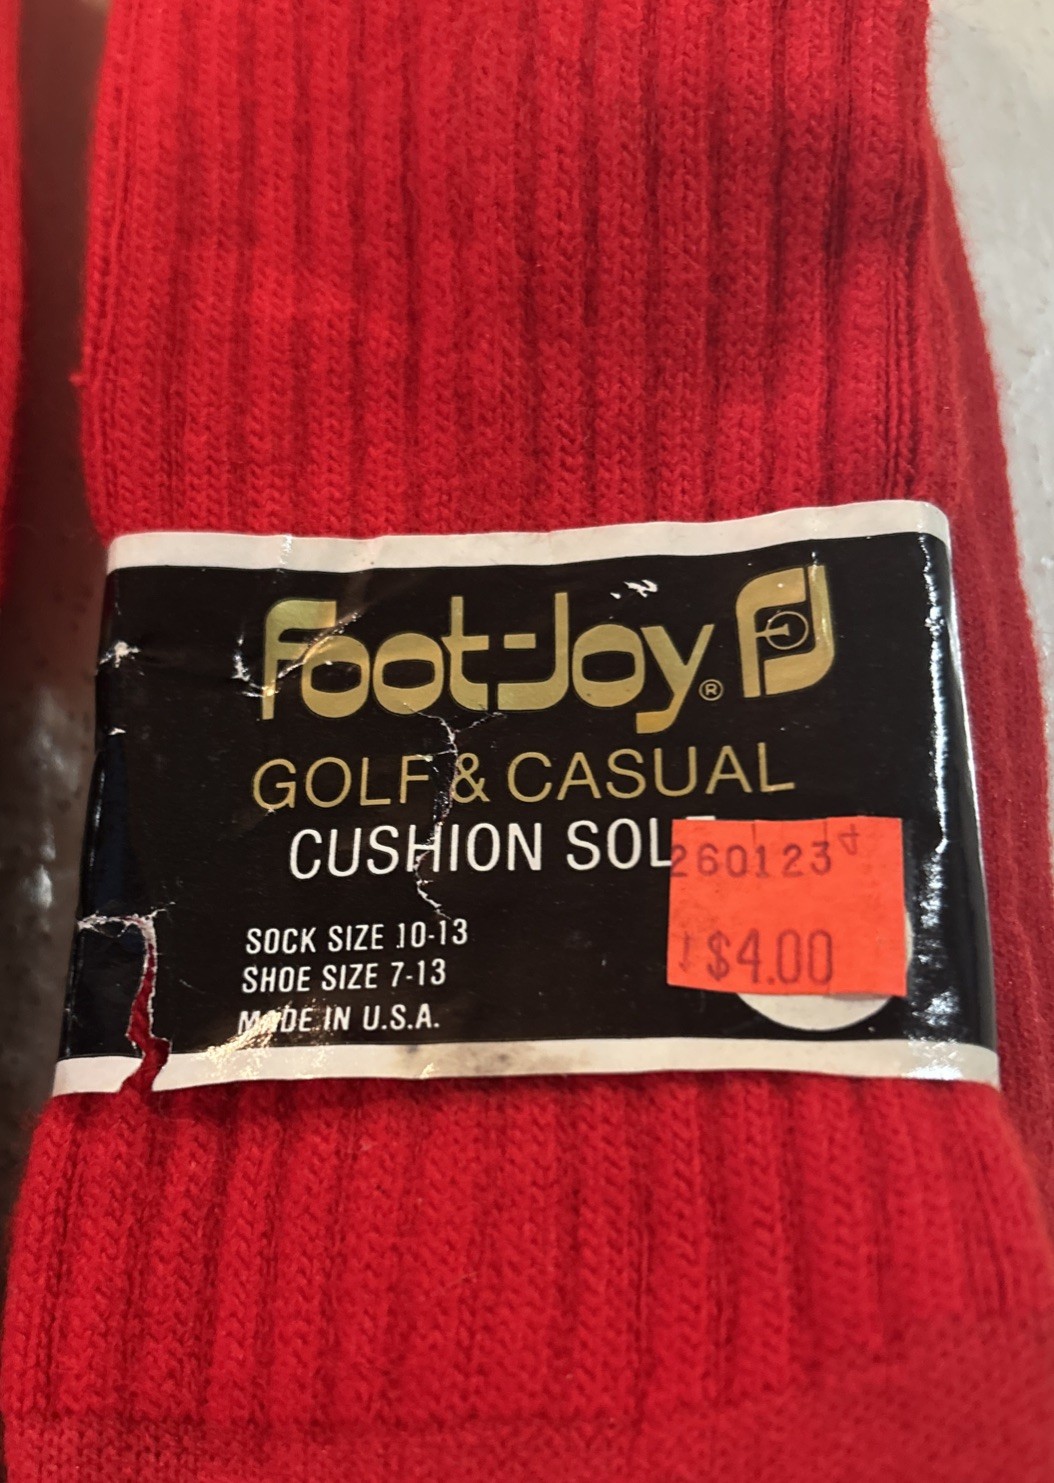 Foot-Joy® FJ
GOLF & CASUAL
CUSHION SOL
2601234
$4.00
SOCK SIZE 10-13
SHOE SIZE 7-13
MADE IN U.S.A.